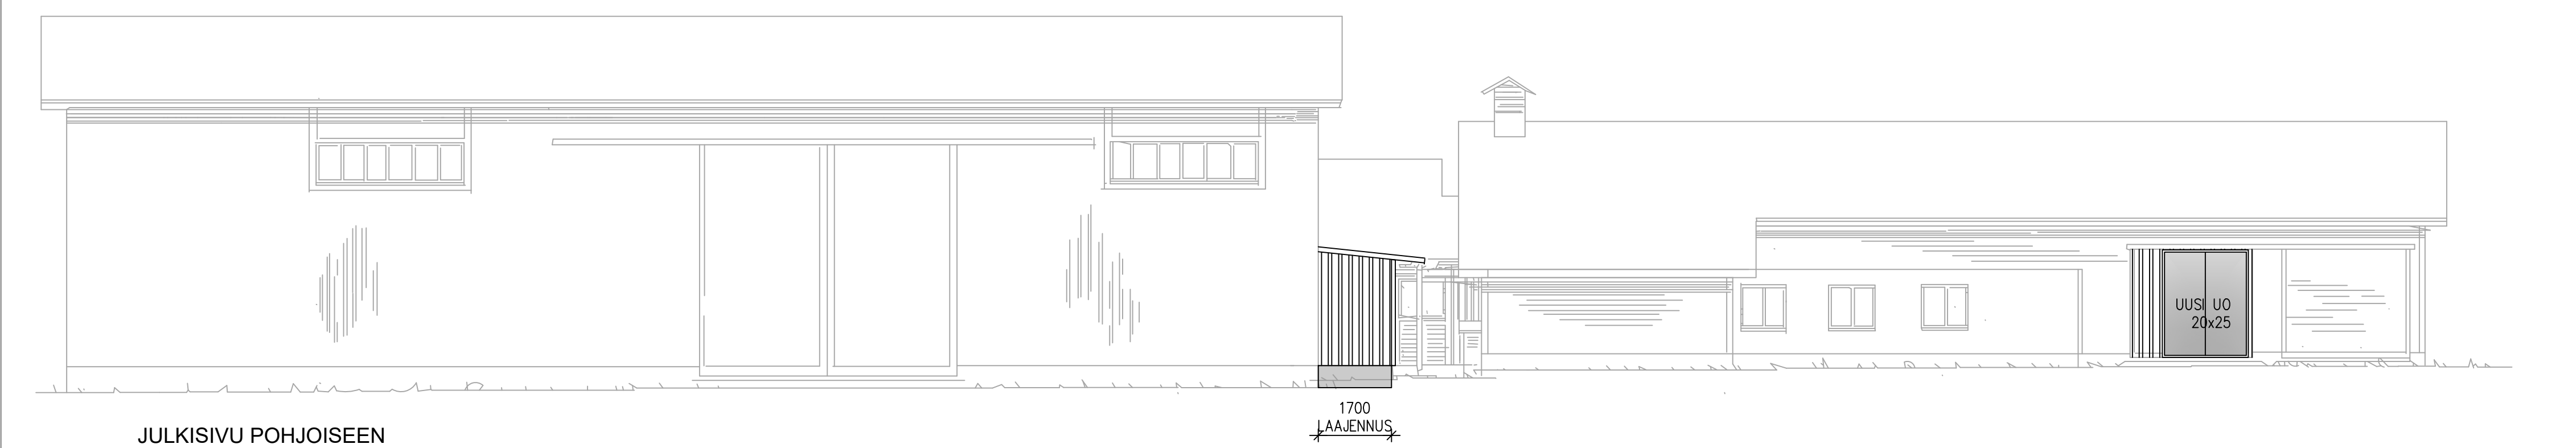 UUSI UO
20x25
1700
LAAJENNUS
JULKISIVU POHJOISEEN